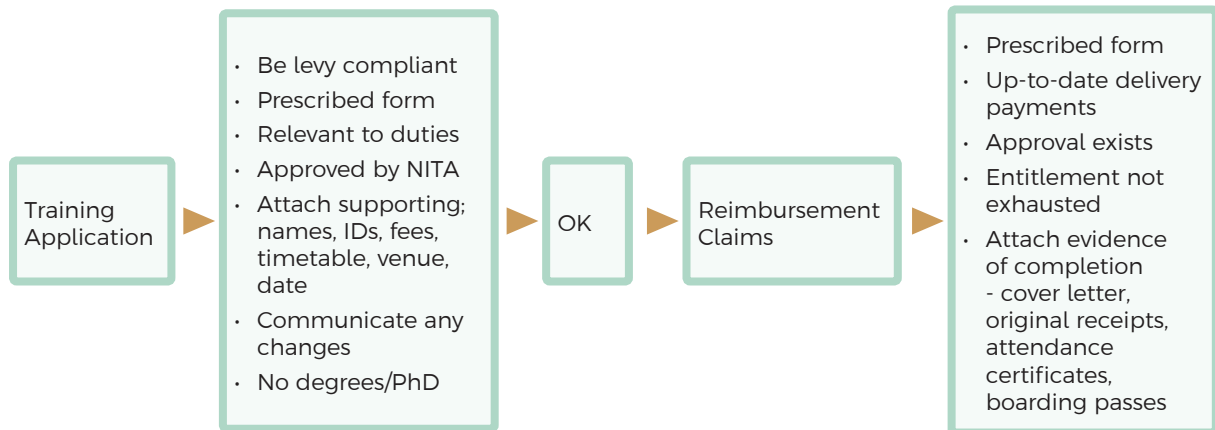 Training
Application
• Be levy compliant
• Prescribed form
• Relevant to duties
• Approved by NITA
• Attach supporting;
names, IDs, fees,
timetable, venue,
date
• Communicate any
changes
• No degrees/PhD
OK
Reimbursement
Claims
• Prescribed form
• Up-to-date delivery
payments
• Approval exists
• Entitlement not
exhausted
• Attach evidence
of completion
- cover letter,
original receipts,
attendance
certificates,
boarding passes